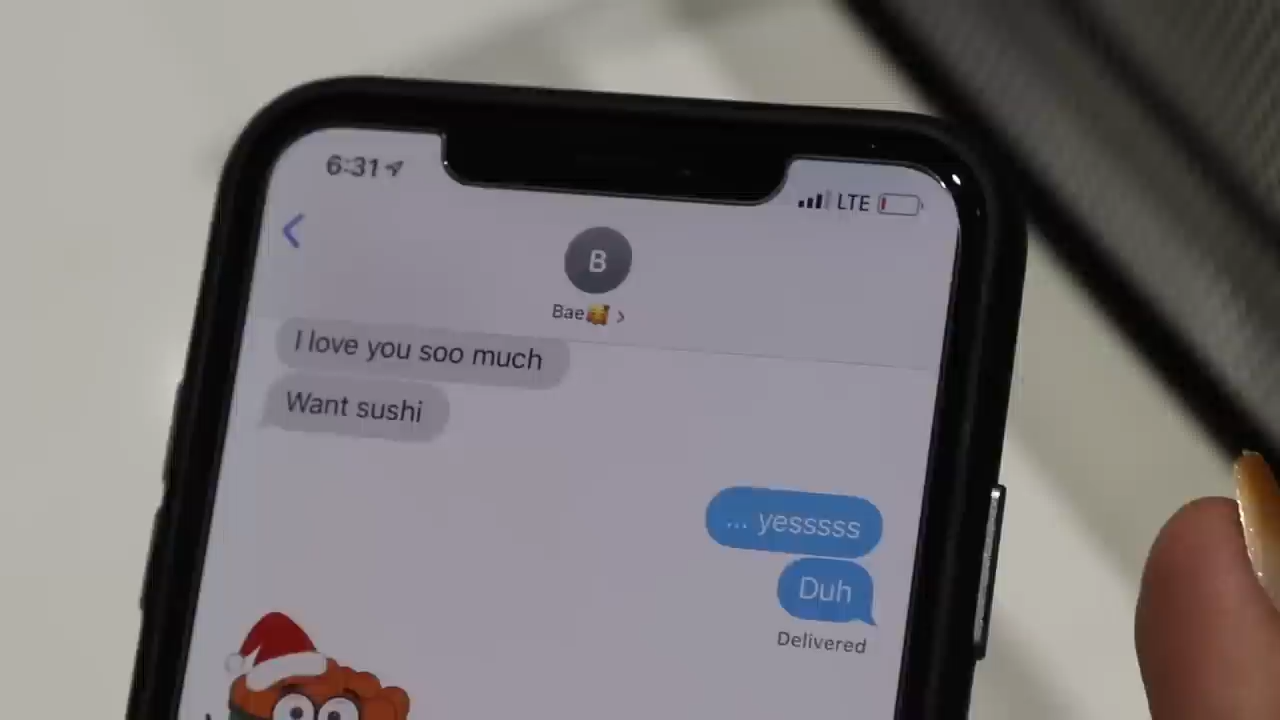 6:31
LTE
B
Bae🥰 >
I love you soo much
Want sushi
... yesssss
Duh
Delivered